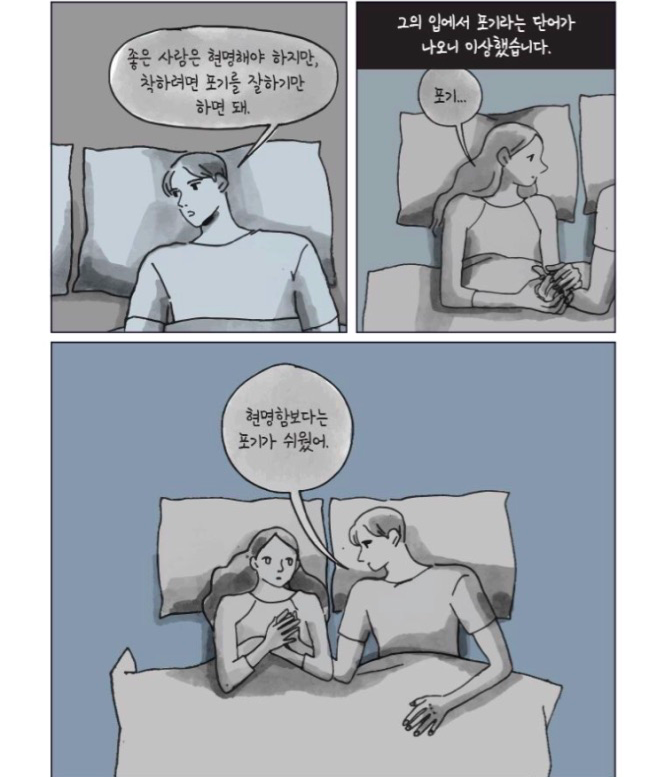 좋은 사람은 현명해야 하지만,
착하려면 포기를 잘하기만
하면 돼.
그의 입에서 포기라는 단어가
나오니 이상했습니다.
포기...
현명함보다는
포기가 쉬웠어.